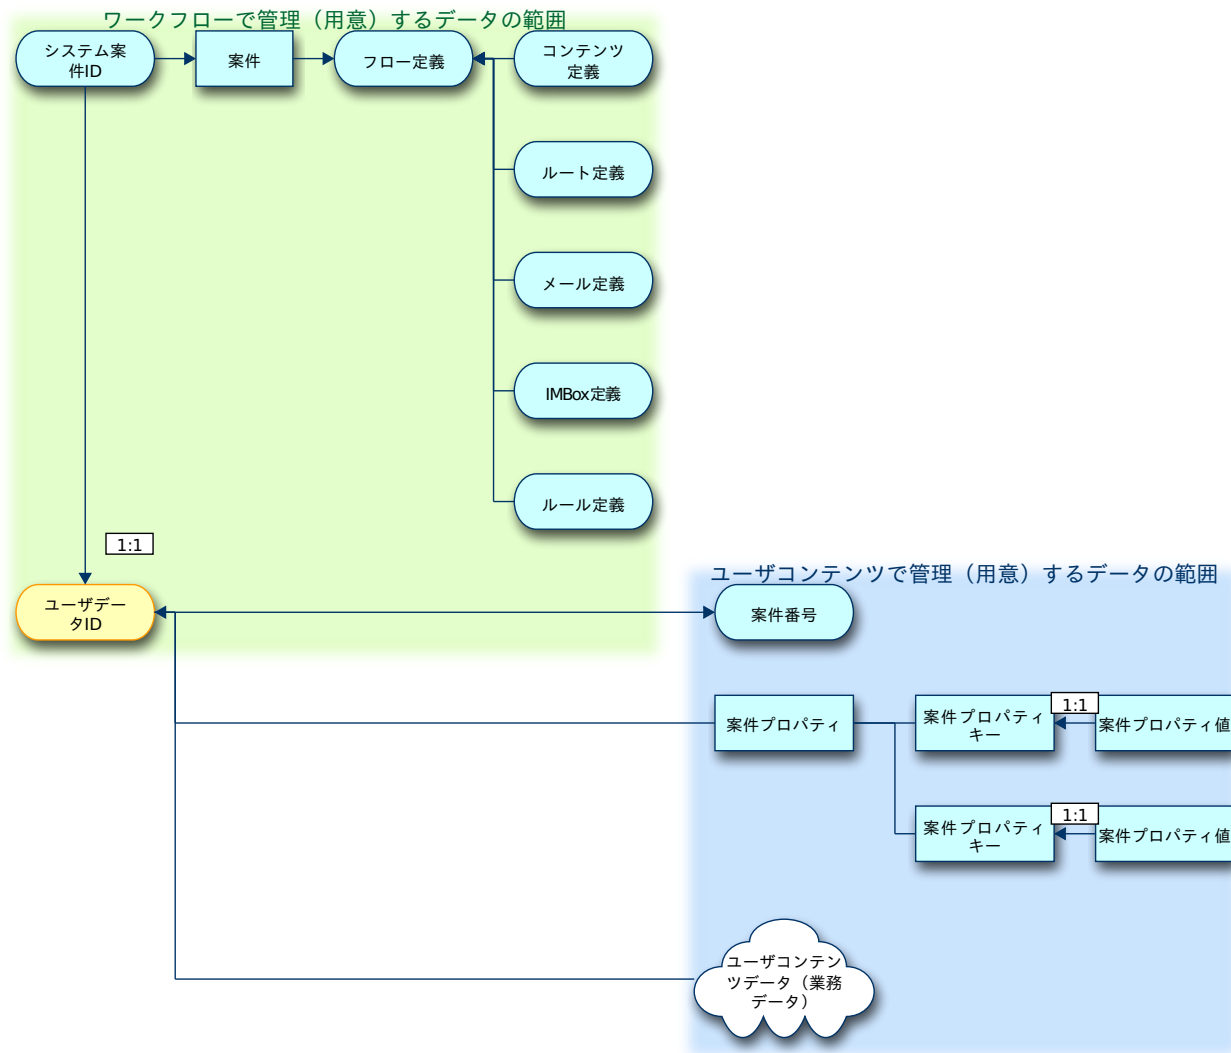 ワークフローで管理（用意）するデータの範囲
システム案
件ID
案件
フロー定義
コンテンツ
定義
ルート定義
メール定義
IMBox定義
ルール定義
1:1
ユーザデー
タID
ユーザコンテンツで管理（用意）するデータの範囲
案件番号
案件プロパティ
案件プロパティ
キー
1:1
案件プロパティ値
案件プロパティ
キー
1:1
案件プロパティ値
ユーザコンテン
ツデータ（業務
データ）